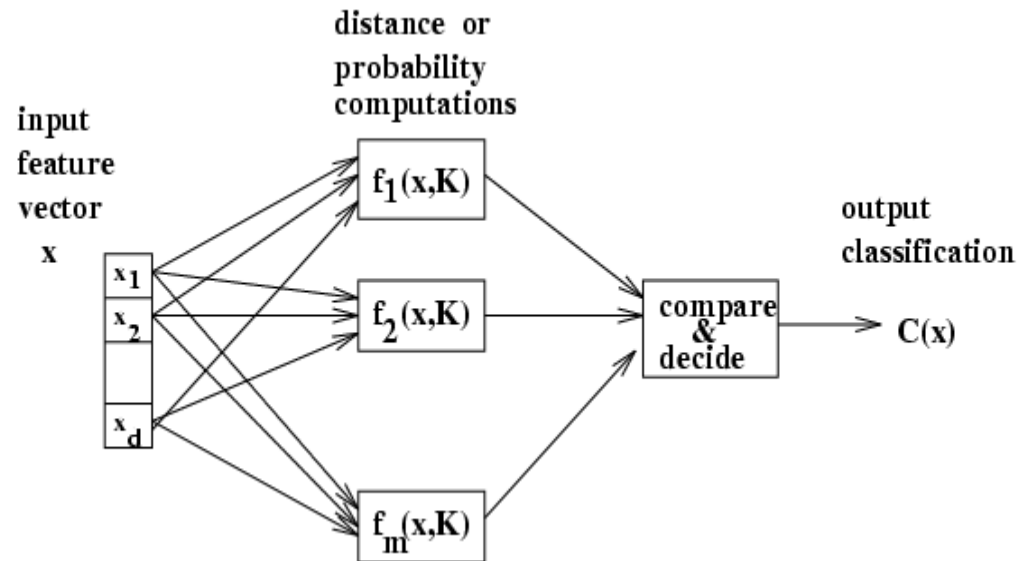 distance or
probability
computations
input
feature
vector
x
x1
x2
xd
f1(x,K)
f2(x,K)
fm(x,K)
compare
&
decide
output
classification
C(x)